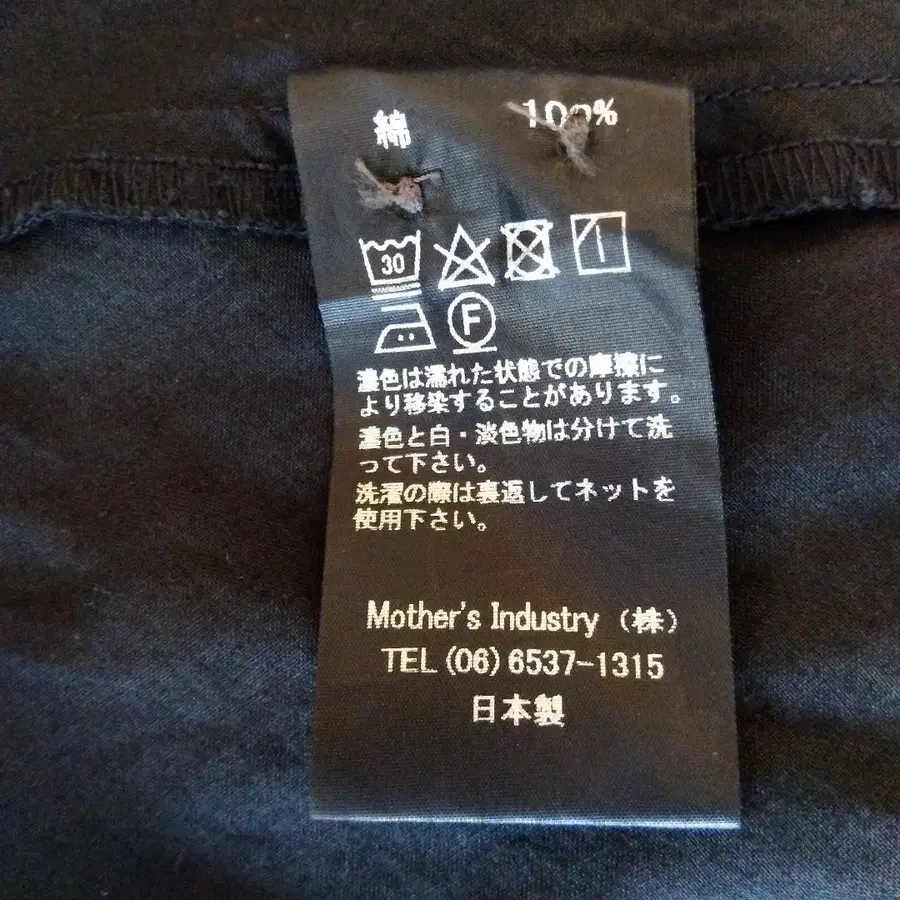 綿 100%
30
F
濃色は濡れた状態での摩擦に
より移染することがあります。
濃色と白・淡色物は分けて洗
って下さい。
洗濯の際は裏返してネットを
使用下さい。
Mother's Industry (株)
TEL (06) 6537-1315
日本製